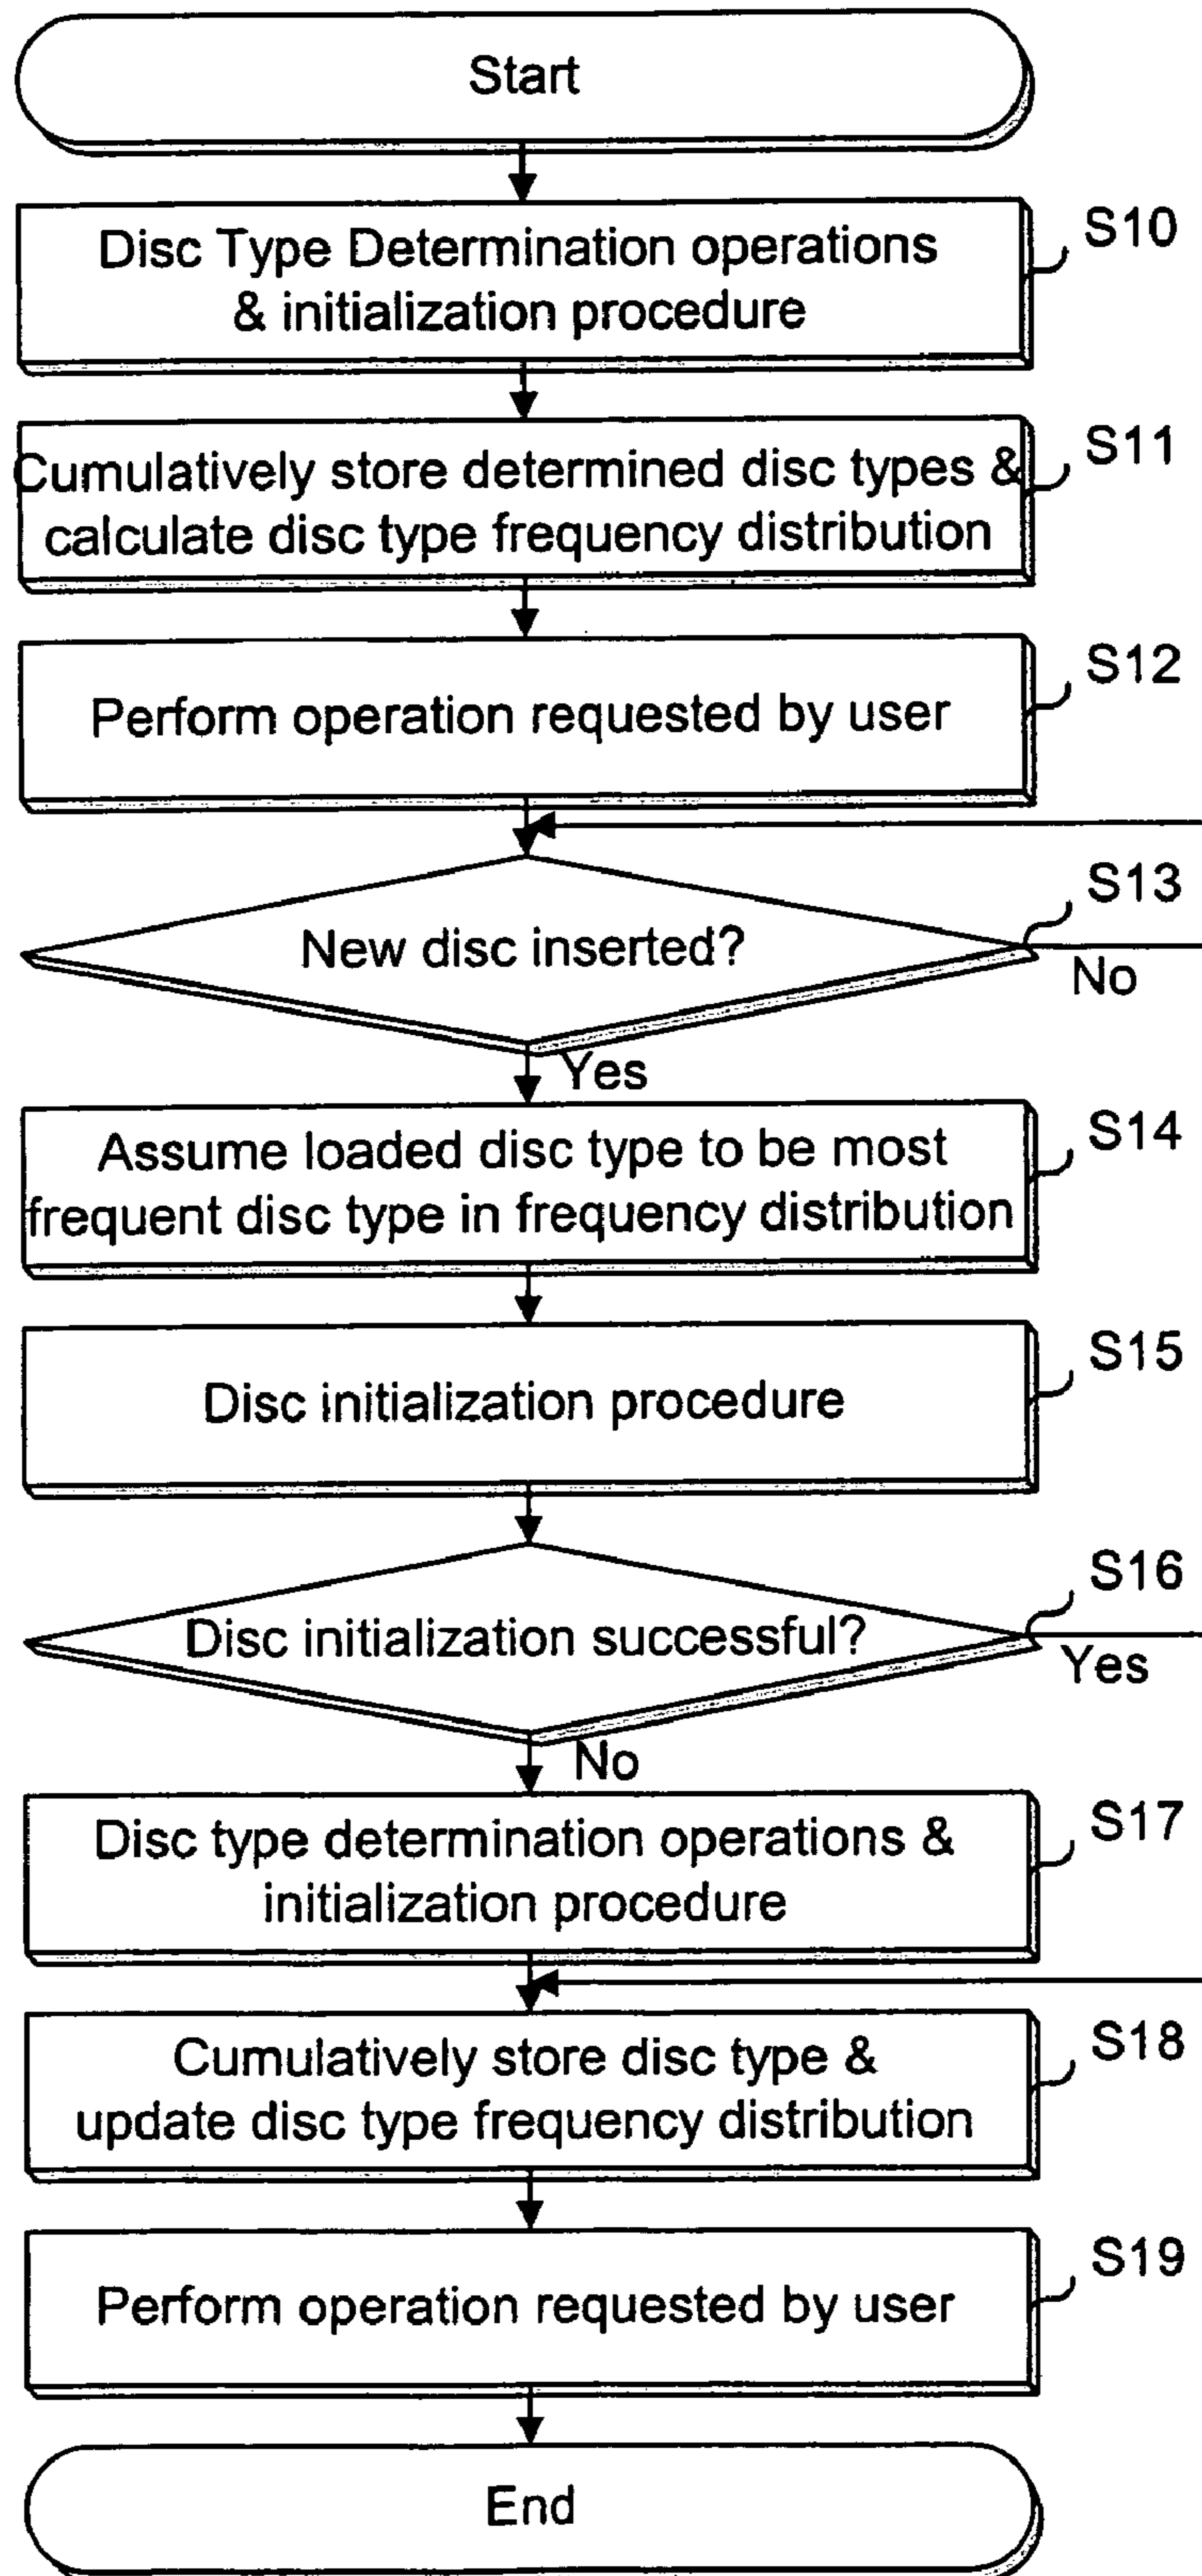 Start
S10
Disc Type Determination operations
& initialization procedure
S11
Cumulatively store determined disc types &
calculate disc type frequency distribution
S12
Perform operation requested by user
S13
New disc inserted?
No
Yes
S14
Assume loaded disc type to be most
frequent disc type in frequency distribution
S15
Disc initialization procedure
S16
Disc initialization successful?
Yes
No
S17
Disc type determination operations &
initialization procedure
S18
Cumulatively store disc type &
update disc type frequency distribution
S19
Perform operation requested by user
End